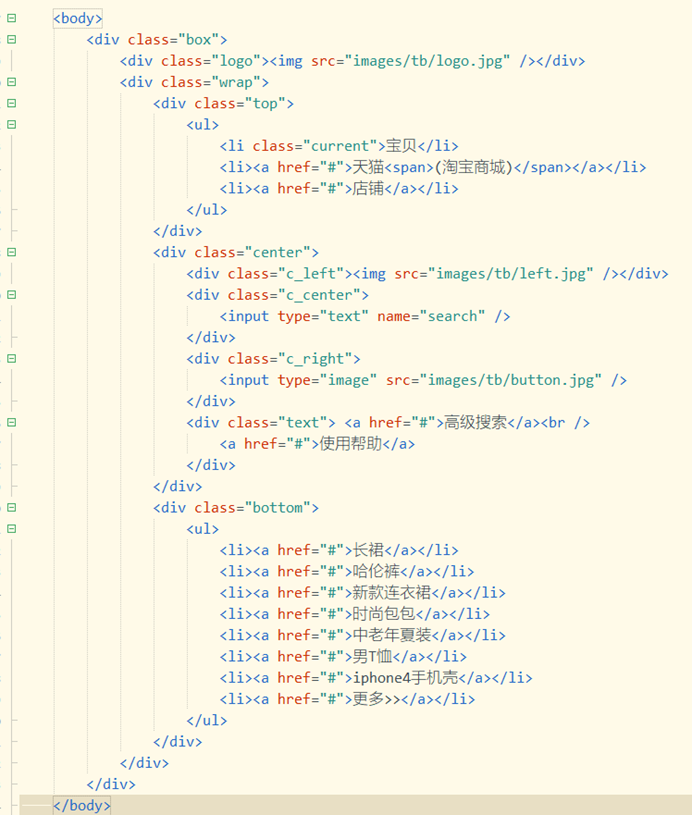 <body>
<div class="box">
<div class="logo"><img src="images/tb/logo.jpg" /></div>
<div class="wrap">
<div class="top">
<ul>
<li class="current">宝贝</li>
<li><a href="#">天猫<span>(淘宝商城)</span></a></li>
<li><a href="#">店铺</a></li>
</ul>
</div>
<div class="center">
<div class="c_left"><img src="images/tb/left.jpg" /></div>
<div class="c_center">
<input type="text" name="search" />
</div>
<div class="c_right">
<input type="image" src="images/tb/button.jpg" />
</div>
<div class="text"> <a href="#">高级搜索</a><br />
<a href="#">使用帮助</a>
</div>
</div>
<div class="bottom">
<ul>
<li><a href="#">长裙</a></li>
<li><a href="#">哈伦裤</a></li>
<li><a href="#">新款连衣裙</a></li>
<li><a href="#">时尚包包</a></li>
<li><a href="#">中老年夏装</a></li>
<li><a href="#">男T恤</a></li>
<li><a href="#">iphone4手机壳</a></li>
<li><a href="#">更多>></a></li>
</ul>
</div>
</div>
</div>
</body>